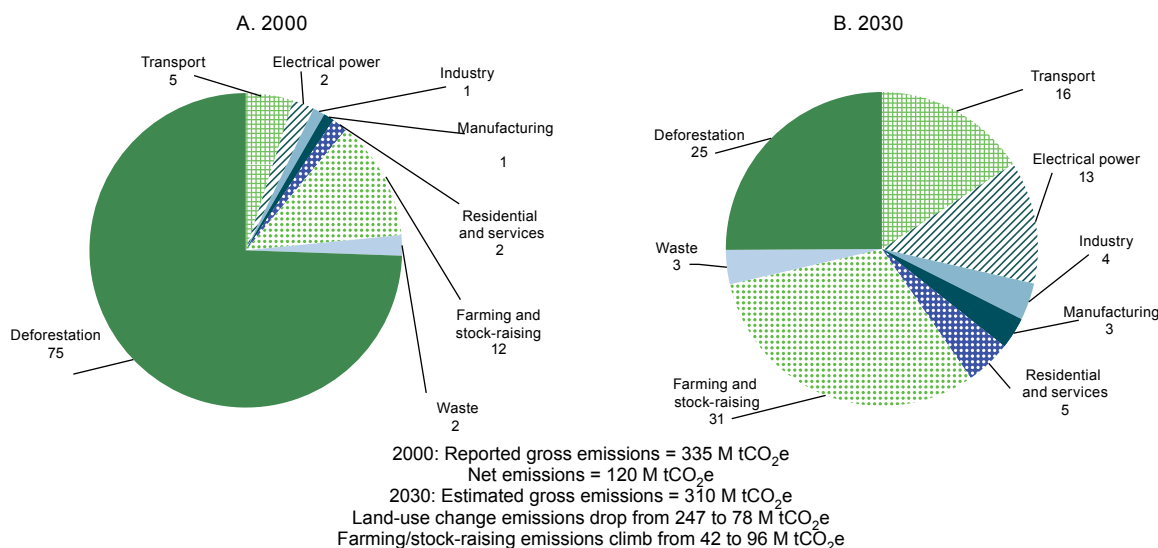 A. 2000
Transport
5
Electrical power
2
Industry
1
Manufacturing
1
Residential
and services
2
Farming and
stock-raising
12
Waste
2
Deforestation
75
B. 2030
Transport
16
Electrical power
13
Industry
4
Manufacturing
3
Residential
and services
5
Farming and
stock-raising
31
Waste
3
Deforestation
25
2000: Reported gross emissions = 335 M tCO₂e
Net emissions = 120 M tCO₂e
2030: Estimated gross emissions = 310 M tCO₂e
Land-use change emissions drop from 247 to 78 M tCO₂e
Farming/stock-raising emissions climb from 42 to 96 M tCO₂e